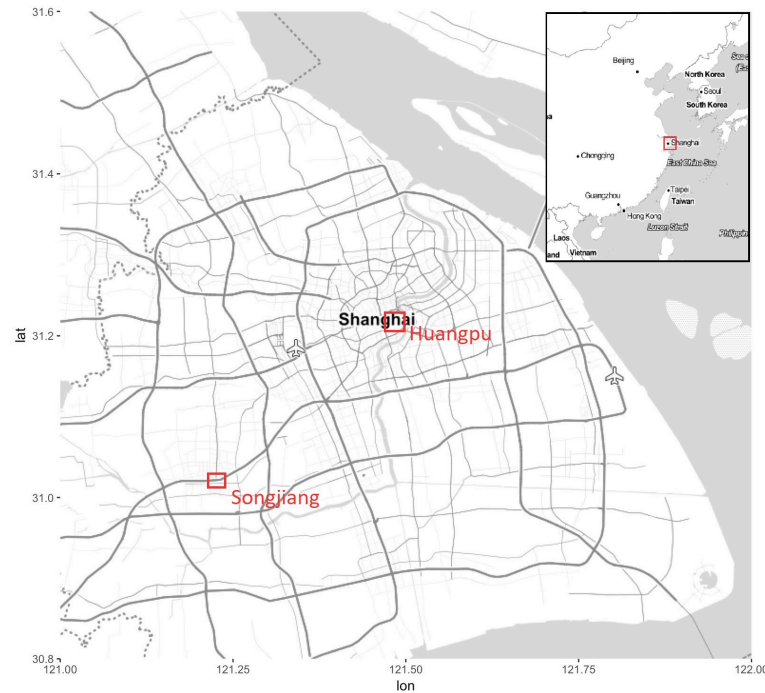 31.6
31.4
31.2
31.0
30.8
lat
121.00
121.25
121.50
121.75
122.00
lon
Shanghai
Huangpu
Songjiang
Beijing
North Korea
Seoul
South Korea
Shanghai
East China Sea
Chongqing
Taipei
Taiwan
Guangzhou
Hong Kong
Luzon Strait
Laos
Vietnam